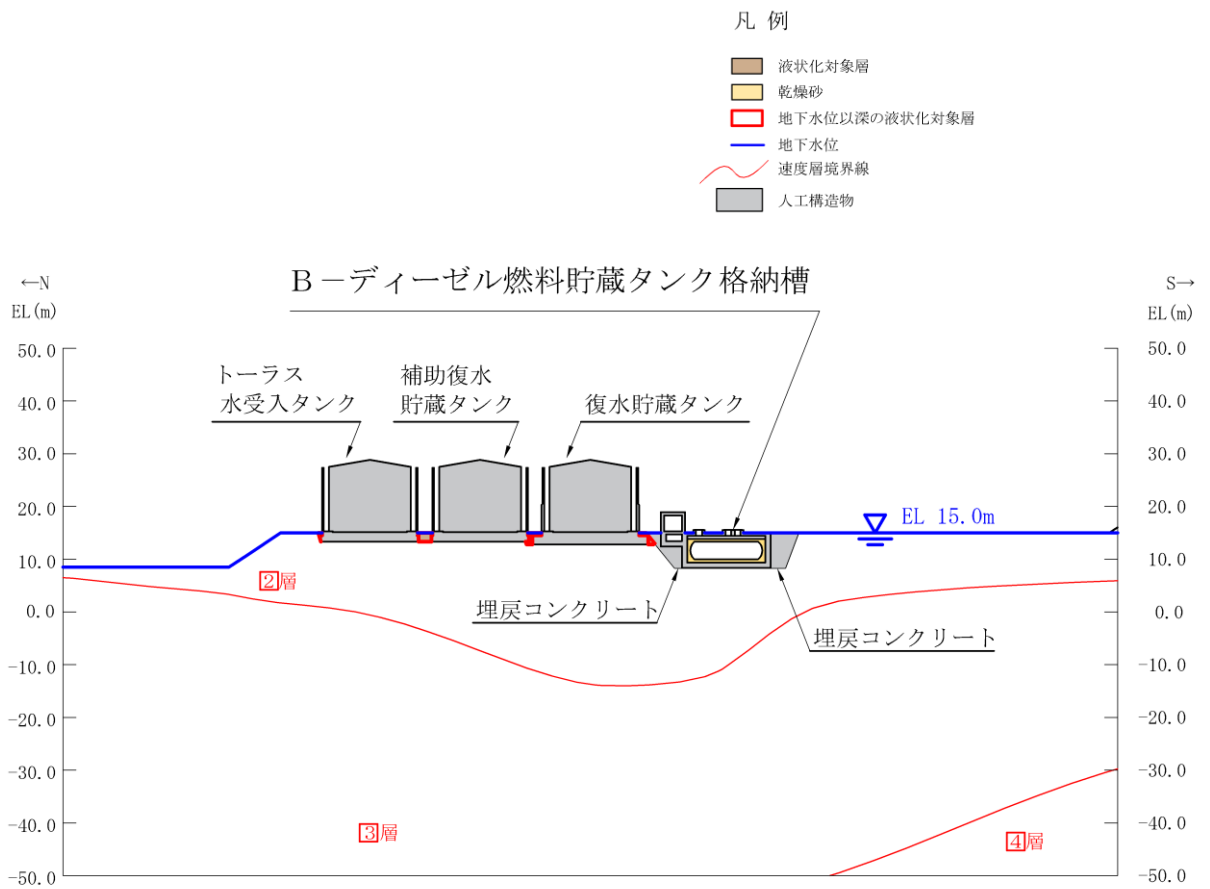 凡 例
液状化対象層
乾燥砂
地下水位以深の液状化対象層
地下水位
速度層境界線
人工構造物
←N
EL(m)
B-ディーゼル燃料貯蔵タンク格納槽
S→
EL(m)
50.0
40.0
30.0
20.0
10.0
0.0
-10.0
-20.0
-30.0
-40.0
-50.0
トーラス
水受入タンク
補助復水
貯蔵タンク
復水貯蔵タンク
EL 15.0m
②層
埋戻コンクリート
埋戻コンクリート
③層
④層
50.0
40.0
30.0
20.0
10.0
0.0
-10.0
-20.0
-30.0
-40.0
-50.0